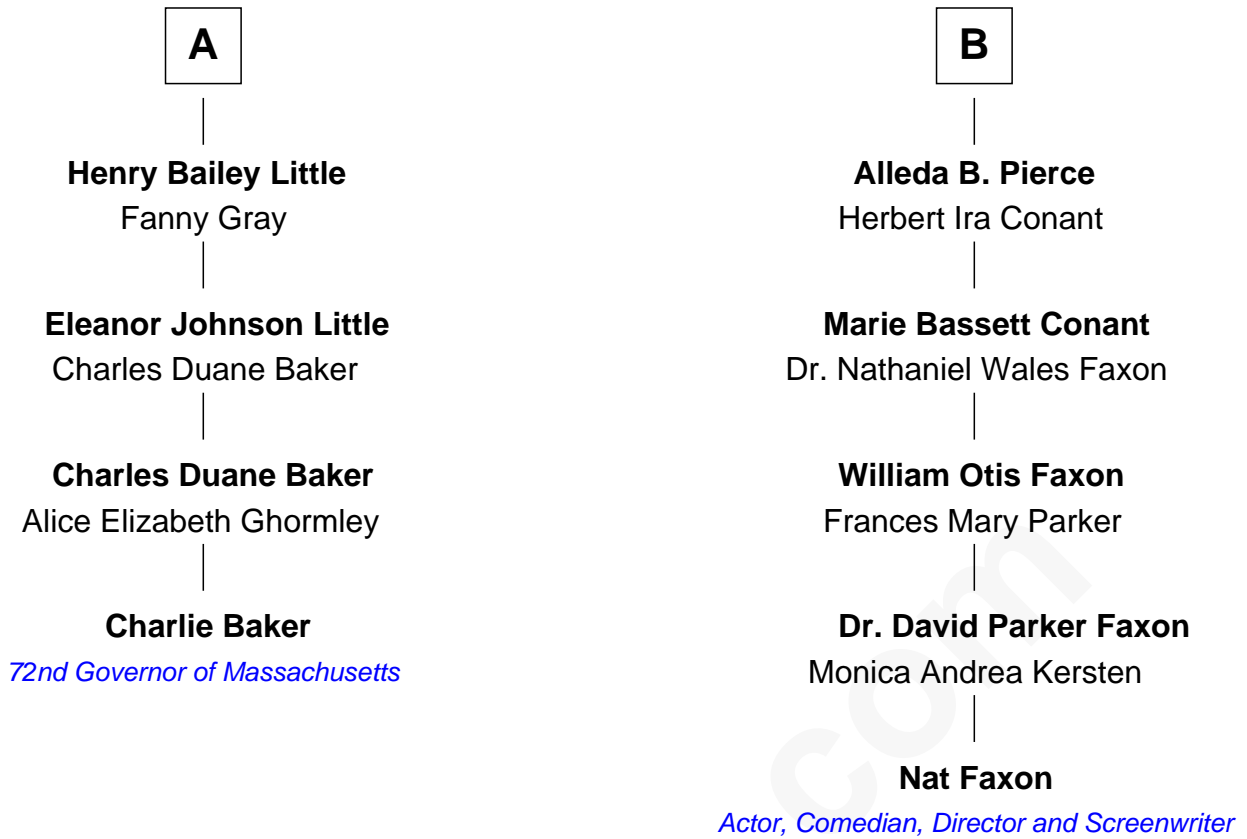 A
Henry Bailey Little
Fanny Gray
Eleanor Johnson Little
Charles Duane Baker
Charles Duane Baker
Alice Elizabeth Ghormley
Charlie Baker
72nd Governor of Massachusetts
B
Alleda B. Pierce
Herbert Ira Conant
Marie Bassett Conant
Dr. Nathaniel Wales Faxon
William Otis Faxon
Frances Mary Parker
Dr. David Parker Faxon
Monica Andrea Kersten
Nat Faxon
Actor, Comedian, Director and Screenwriter
com